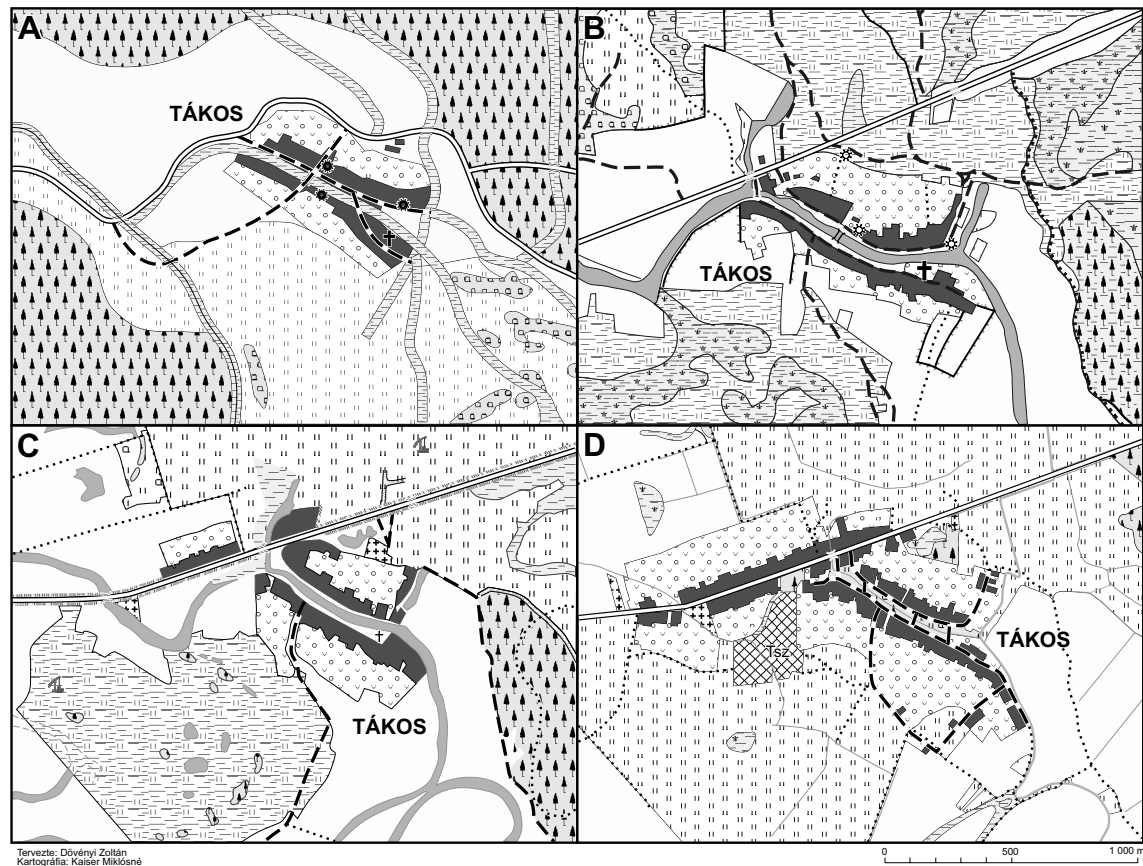 A
TÁKOS
B
TÁKOS
C
TÁKOS
D
Tsz.
TÁKOS
Tervezte: Dövényi Zoltán
Kartográfia: Kaiser Miklósné
0 500 1 000 m